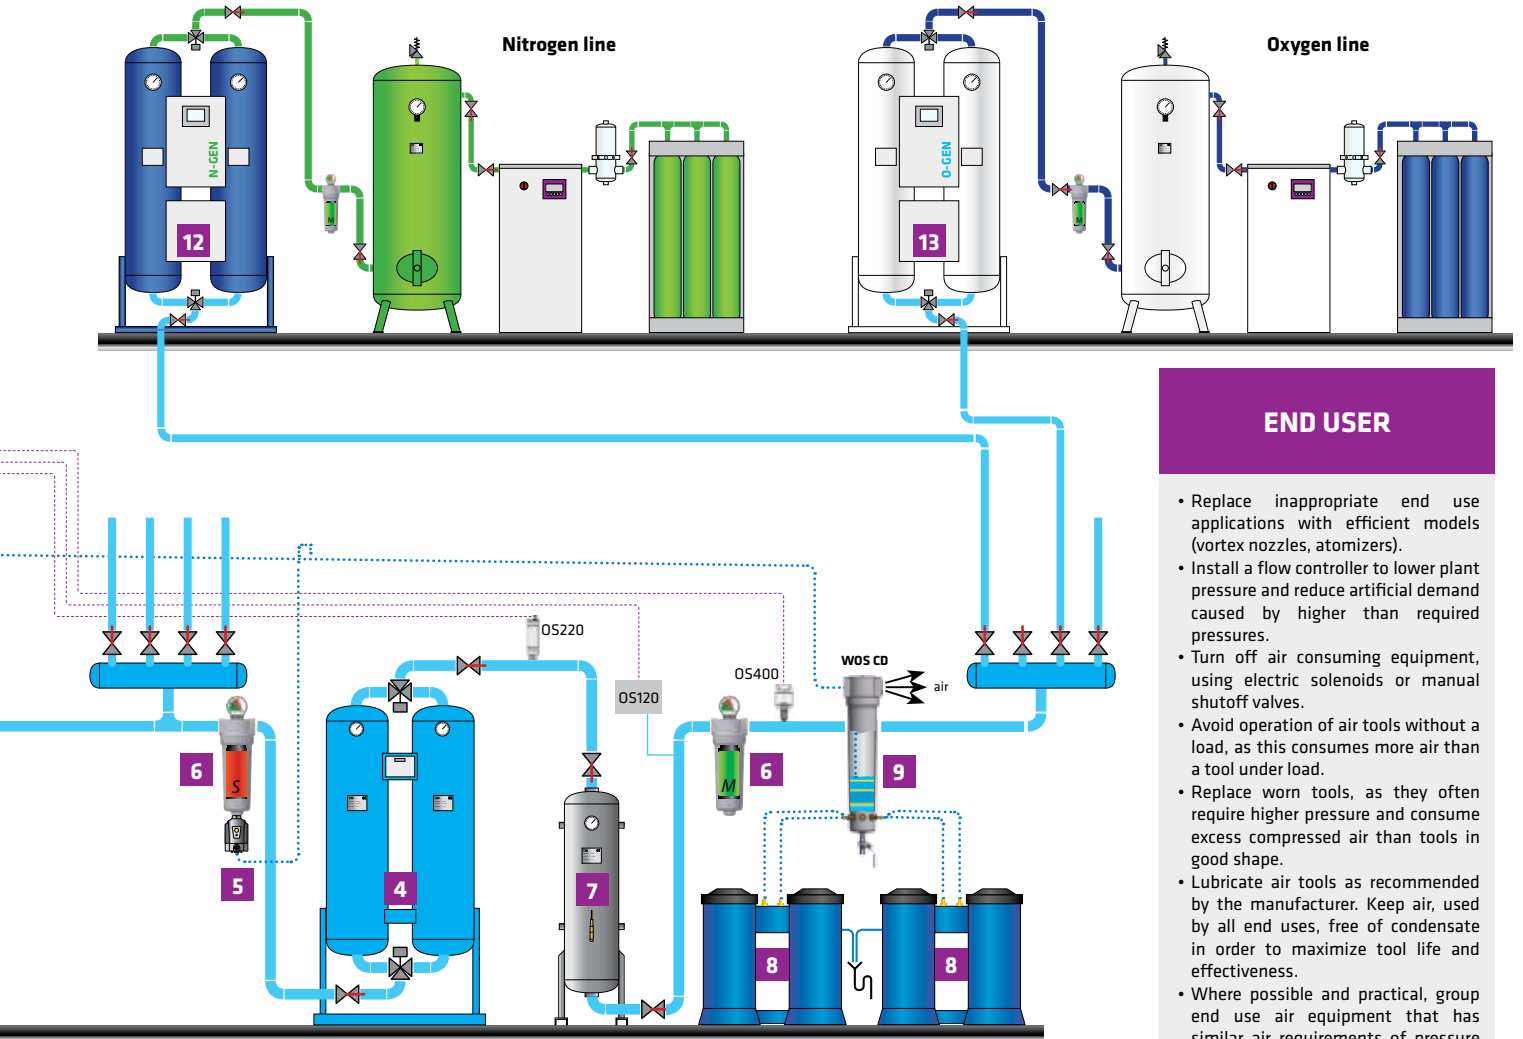 Nitrogen line
Oxygen line
N-GEN
O-GEN
M
M
12
13
END USER
• Replace inappropriate end use
applications with efficient models
(vortex nozzles, atomizers).
• Install a flow controller to lower plant
pressure and reduce artificial demand
caused by higher than required
pressures.
• Turn off air consuming equipment,
using electric solenoids or manual
shutoff valves.
• Avoid operation of air tools without a
load, as this consumes more air than
a tool under load.
• Replace worn tools, as they often
require higher pressure and consume
excess compressed air than tools in
good shape.
• Lubricate air tools as recommended
by the manufacturer. Keep air, used
by all end uses, free of condensate
in order to maximize tool life and
effectiveness.
• Where possible and practical, group
end use air equipment that has
similar air requirements of pressure
OS220
OS120
OS400
WOS CD
air
6
S
5
4
7
6
M
9
8
8